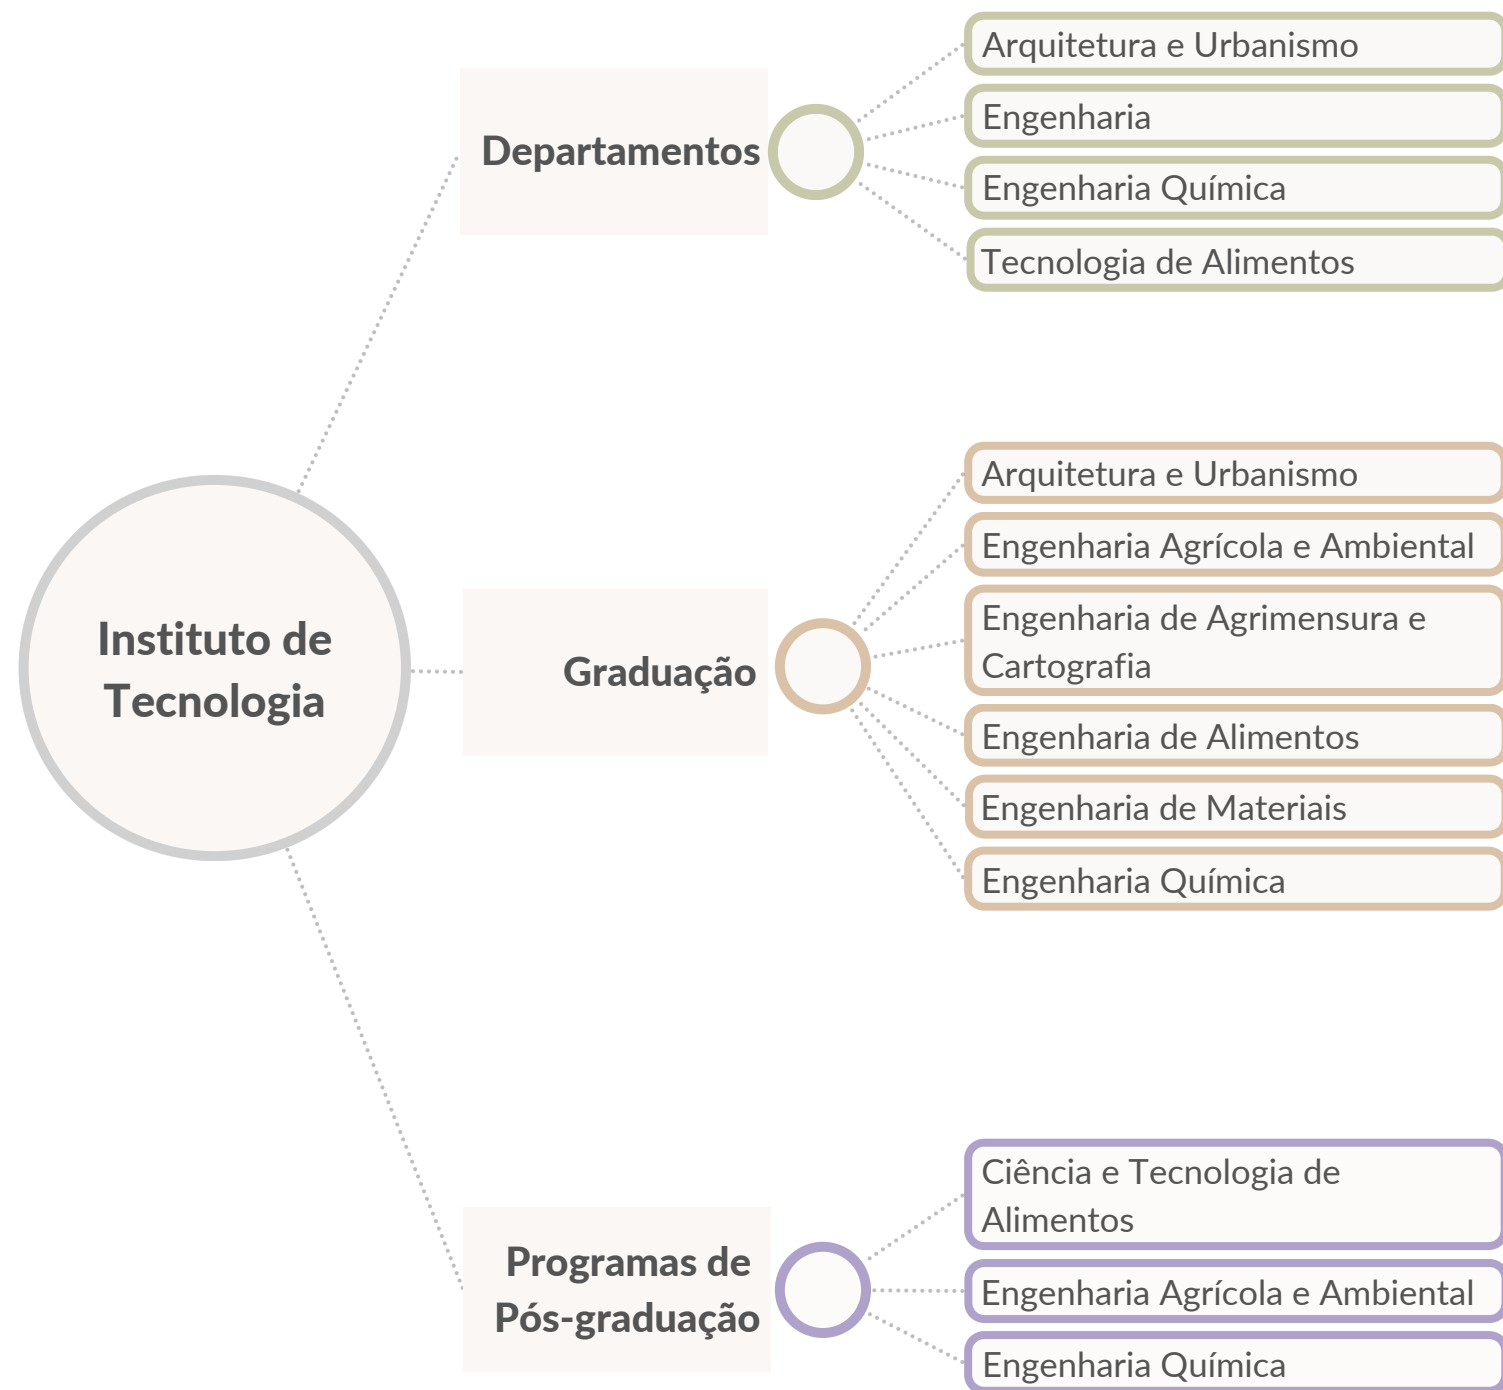 Instituto de
Tecnologia
Departamentos
Arquitetura e Urbanismo
Engenharia
Engenharia Química
Tecnologia de Alimentos
Graduação
Arquitetura e Urbanismo
Engenharia Agrícola e Ambiental
Engenharia de Agrimensura e
Cartografia
Engenharia de Alimentos
Engenharia de Materiais
Engenharia Química
Programas de
Pós-graduação
Ciência e Tecnologia de
Alimentos
Engenharia Agrícola e Ambiental
Engenharia Química